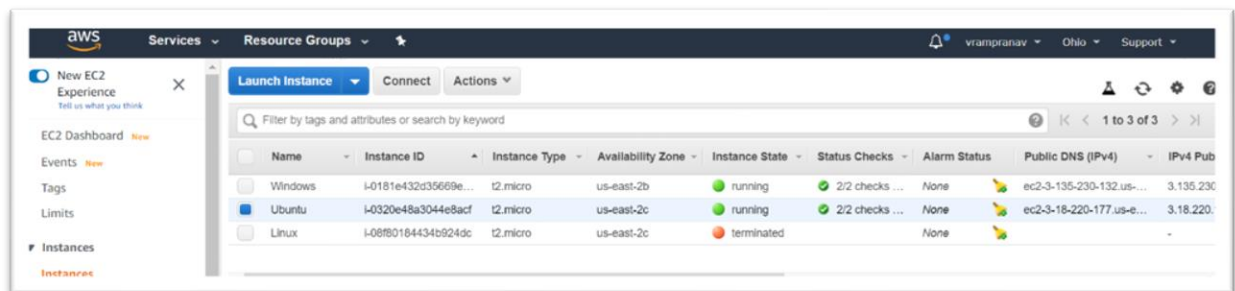 aws Services Resource Groups vrampranav Ohio Support
New EC2 Experience
Tell us what you think
Launch Instance Connect Actions
Filter by tags and attributes or search by keyword 1 to 3 of 3
EC2 Dashboard New
Events New
Tags
Limits
Instances
Instances
Name Instance ID Instance Type Availability Zone Instance State Status Checks Alarm Status Public DNS (IPv4) IPv4 Pub
Windows i-0181e432d35669e... t2.micro us-east-2b running 2/2 checks ... None ec2-3-135-230-132.us-... 3.135.230
Ubuntu i-0320e48a3044e8acf t2.micro us-east-2c running 2/2 checks ... None ec2-3-18-220-177.us-e... 3.18.220.
Linux i-08f80184434b924dc t2.micro us-east-2c terminated None -